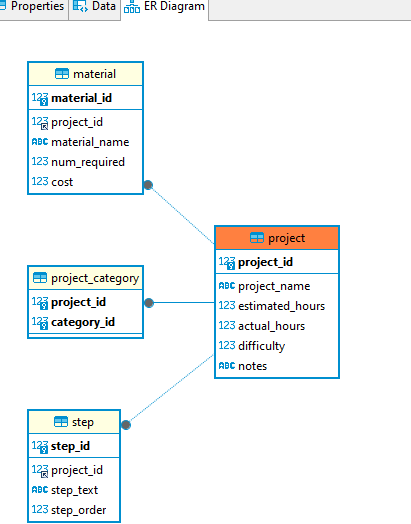 Properties Data ER Diagram
material
123 material_id
123 project_id
ABC material_name
123 num_required
123 cost
project
123 project_id
ABC project_name
123 estimated_hours
123 actual_hours
123 difficulty
ABC notes
project_category
123 project_id
123 category_id
step
123 step_id
123 project_id
ABC step_text
123 step_order